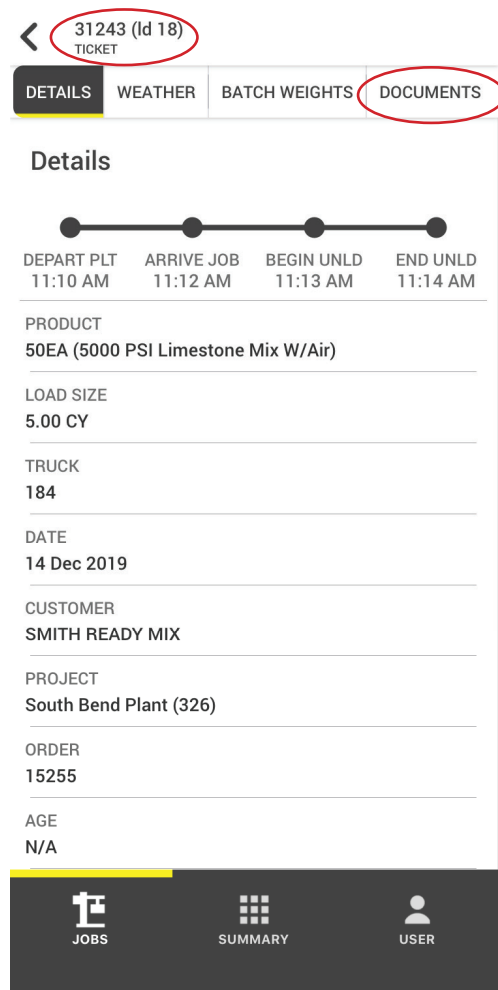 31243 (ld 18)
TICKET
DETAILS WEATHER BATCH WEIGHTS DOCUMENTS
Details
DEPART PLT ARRIVE JOB BEGIN UNLD END UNLD
11:10 AM 11:12 AM 11:13 AM 11:14 AM
PRODUCT
50EA (5000 PSI Limestone Mix W/Air)
LOAD SIZE
5.00 CY
TRUCK
184
DATE
14 Dec 2019
CUSTOMER
SMITH READY MIX
PROJECT
South Bend Plant (326)
ORDER
15255
AGE
N/A
JOBS SUMMARY USER